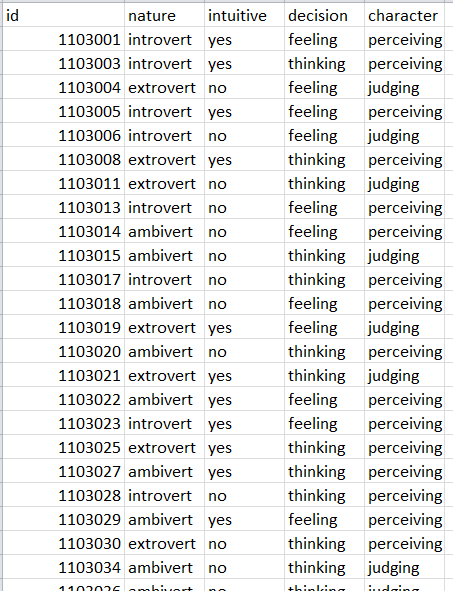 id nature intuitive decision character
1103001 introvert yes feeling perceiving
1103003 introvert yes thinking perceiving
1103004 extrovert no feeling judging
1103005 introvert yes feeling perceiving
1103006 introvert no feeling judging
1103008 extrovert yes thinking perceiving
1103011 extrovert no thinking judging
1103013 introvert no feeling perceiving
1103014 ambivert no feeling perceiving
1103015 ambivert no thinking judging
1103017 introvert no thinking perceiving
1103018 ambivert no feeling perceiving
1103019 extrovert yes feeling judging
1103020 ambivert no thinking perceiving
1103021 extrovert yes thinking judging
1103022 ambivert yes feeling perceiving
1103023 introvert yes feeling perceiving
1103025 extrovert yes thinking perceiving
1103027 ambivert yes thinking perceiving
1103028 introvert no thinking perceiving
1103029 ambivert yes feeling perceiving
1103030 extrovert no thinking perceiving
1103034 ambivert no thinking judging
1103036 ambivert no thinking judging